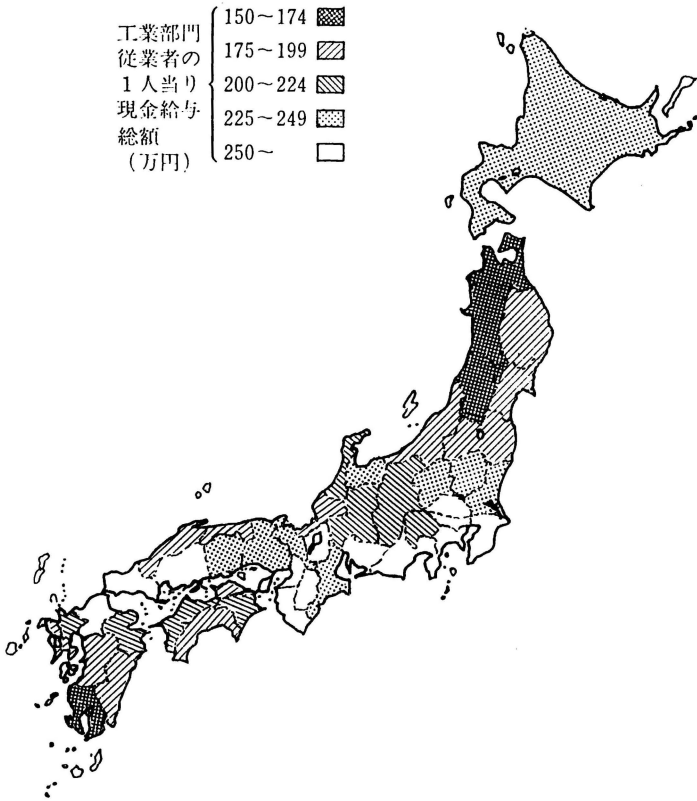 工業部門
従業者の
1人当り
現金給与
総額
(万円)
150～174
175～199
200～224
225～249
250～